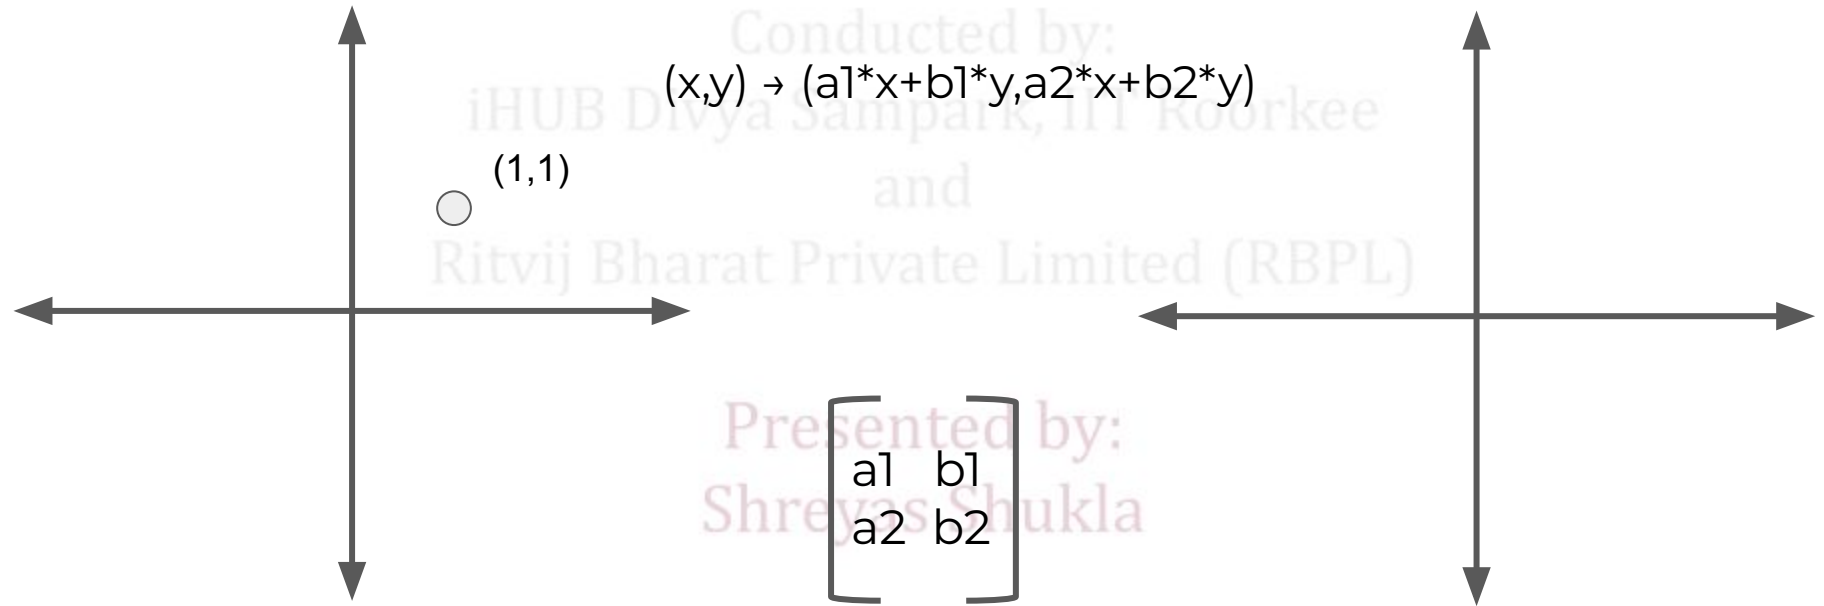 Conducted by:
(x,y) → (a1*x+b1*y,a2*x+b2*y)
iHUB Divya Sampark, IIT Roorkee
(1,1)
and
Ritvij Bharat Private Limited (RBPL)
Presented by:
a1 b1
Shreyas Shukla
a2 b2